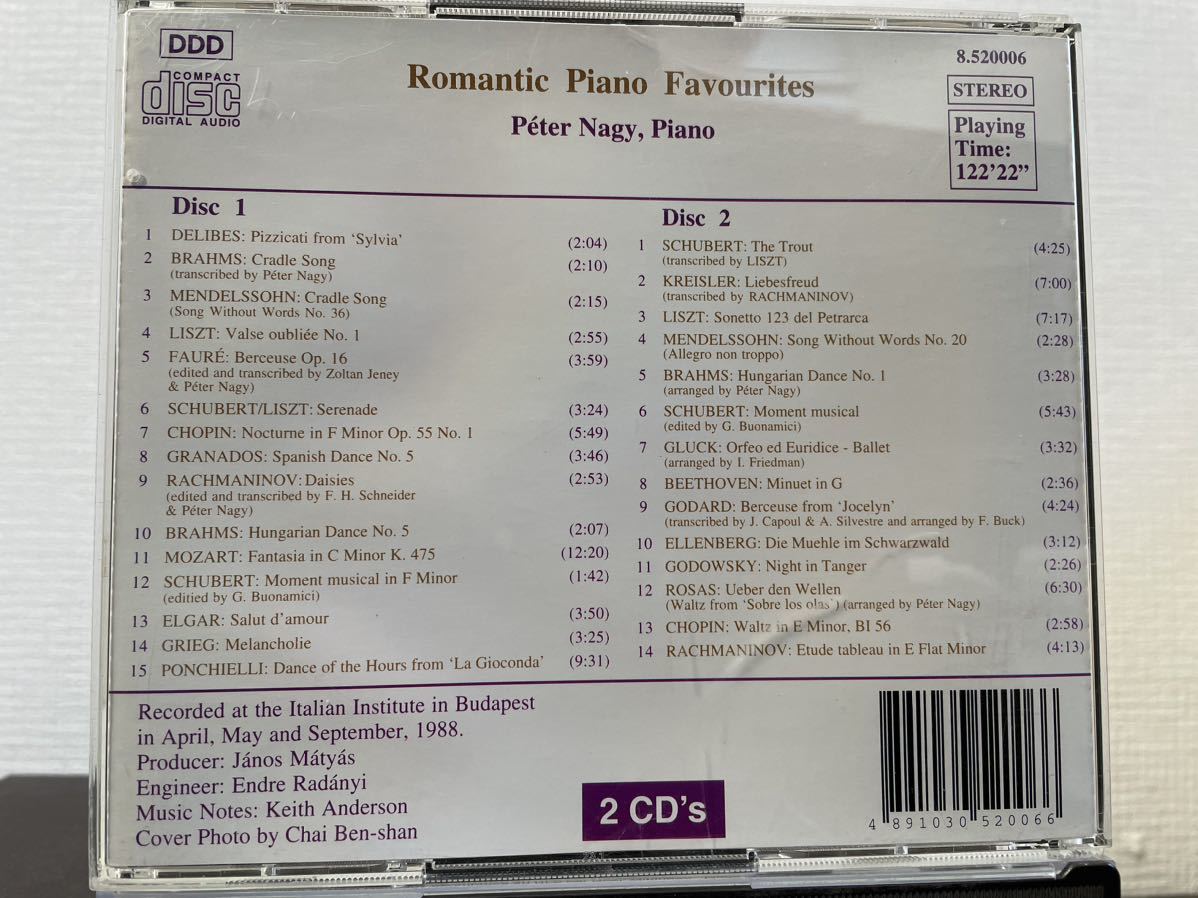 DDD
COMPACT
disc
DIGITAL AUDIO
Romantic Piano Favourites
Péter Nagy, Piano
8.520006
STEREO
Playing
Time:
122’22”
Disc 1
1 DELIBES: Pizzicati from ‘Sylvia’ (2:04)
2 BRAHMS: Cradle Song (2:10)
(transcribed by Péter Nagy)
3 MENDELSSOHN: Cradle Song (2:15)
(Song Without Words No. 36)
4 LISZT: Valse oubliée No. 1 (2:55)
5 FAURÉ: Berceuse Op. 16 (3:59)
(edited and transcribed by Zoltan Jeney
& Péter Nagy)
6 SCHUBERT/LISZT: Serenade (3:24)
7 CHOPIN: Nocturne in F Minor Op. 55 No. 1 (5:49)
8 GRANADOS: Spanish Dance No. 5 (3:46)
9 RACHMANINOV: Daisies (2:53)
(edited and transcribed by F. H. Schneider
& Péter Nagy)
10 BRAHMS: Hungarian Dance No. 5 (2:07)
11 MOZART: Fantasia in C Minor K. 475 (12:20)
12 SCHUBERT: Moment musical in F Minor (1:42)
(editied by G. Buonamici)
13 ELGAR: Salut d’amour (3:50)
14 GRIEG: Melancholie (3:25)
15 PONCHIELLI: Dance of the Hours from ‘La Gioconda’ (9:31)
Disc 2
1 SCHUBERT: The Trout (4:25)
(transcribed by LISZT)
2 KREISLER: Liebesfreud (7:00)
(transcribed by RACHMANINOV)
3 LISZT: Sonetto 123 del Petrarca (7:17)
4 MENDELSSOHN: Song Without Words No. 20 (2:28)
(Allegro non troppo)
5 BRAHMS: Hungarian Dance No. 1 (3:28)
(arranged by Péter Nagy)
6 SCHUBERT: Moment musical (5:43)
(edited by G. Buonamici)
7 GLUCK: Orfeo ed Euridice - Ballet (3:32)
(arranged by I. Friedman)
8 BEETHOVEN: Minuet in G (2:36)
9 GODARD: Berceuse from ‘Jocelyn’ (4:24)
(transcribed by J. Capoul & A. Silvestre and arranged by F. Buck)
10 ELLENBERG: Die Muehle im Schwarzwald (3:12)
11 GODOWSKY: Night in Tanger (2:26)
12 ROSAS: Ueber den Wellen (6:30)
(Waltz from ‘Sobre los olas’) (arranged by Péter Nagy)
13 CHOPIN: Waltz in E Minor, BI 56 (2:58)
14 RACHMANINOV: Etude tableau in E Flat Minor (4:13)
Recorded at the Italian Institute in Budapest
in April, May and September, 1988.
Producer: János Mátyás
Engineer: Endre Radányi
Music Notes: Keith Anderson
Cover Photo by Chai Ben-shan
2 CD’s
4 891030 520066